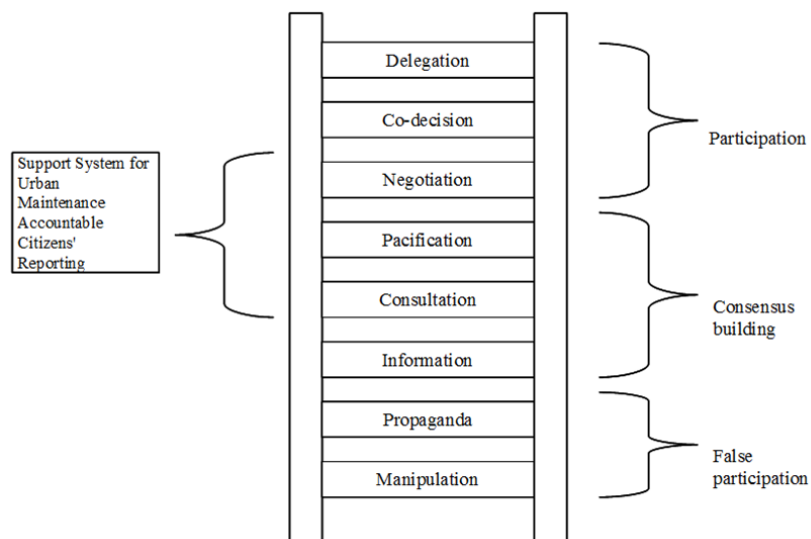 Delegation
Co-decision
Negotiation
Pacification
Consultation
Information
Propaganda
Manipulation
Support System for
Urban
Maintenance
Accountable
Citizens'
Reporting
Participation
Consensus
building
False
participation